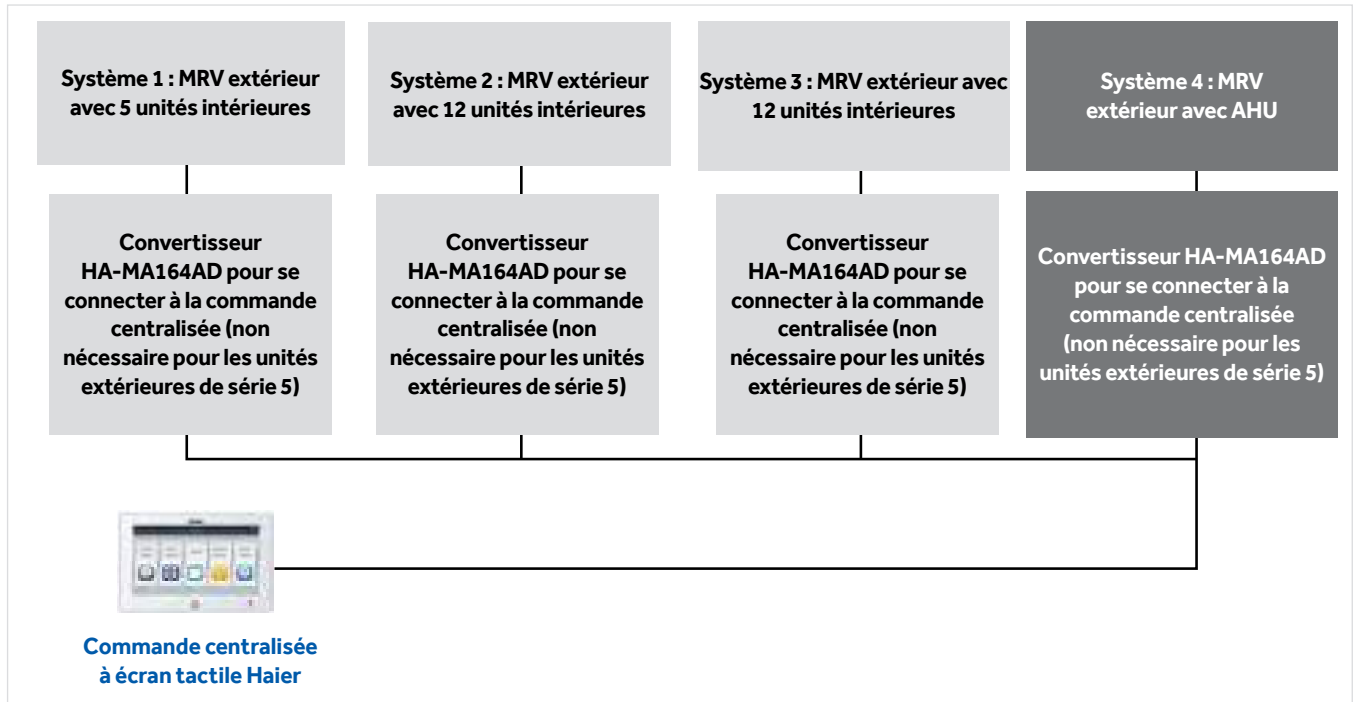 Système 1 : MRV extérieur
avec 5 unités intérieures
Système 2 : MRV extérieur
avec 12 unités intérieures
Système 3 : MRV extérieur avec
12 unités intérieures
Système 4 : MRV
extérieur avec AHU
Convertisseur
HA-MA164AD pour se
connecter à la commande
centralisée (non
nécessaire pour les unités
extérieures de série 5)
Convertisseur
HA-MA164AD pour se
connecter à la commande
centralisée (non
nécessaire pour les unités
extérieures de série 5)
Convertisseur
HA-MA164AD pour se
connecter à la commande
centralisée (non
nécessaire pour les unités
extérieures de série 5)
Convertisseur HA-MA164AD
pour se connecter à la
commande centralisée
(non nécessaire pour les
unités extérieures de série 5)
Commande centralisée
à écran tactile Haier